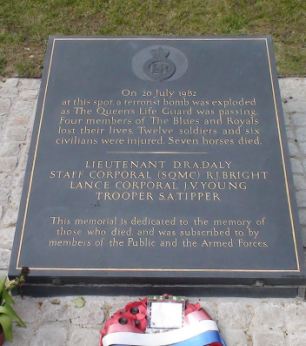 On 20 July 1982
at this spot, a terrorist bomb was exploded
as The Queen's Life Guard was passing.
Four members of The Blues and Royals
lost their lives. Twelve soldiers and six
civilians were injured. Seven horses died.
LIEUTENANT D.R.A.DALY
STAFF CORPORAL (SQMC) R.J.BRIGHT
LANCE CORPORAL J.V.YOUNG
TROOPER S.A.TIPPER
This memorial is dedicated to the memory of
those who died, and was subscribed to by
members of the Public and the Armed Forces.